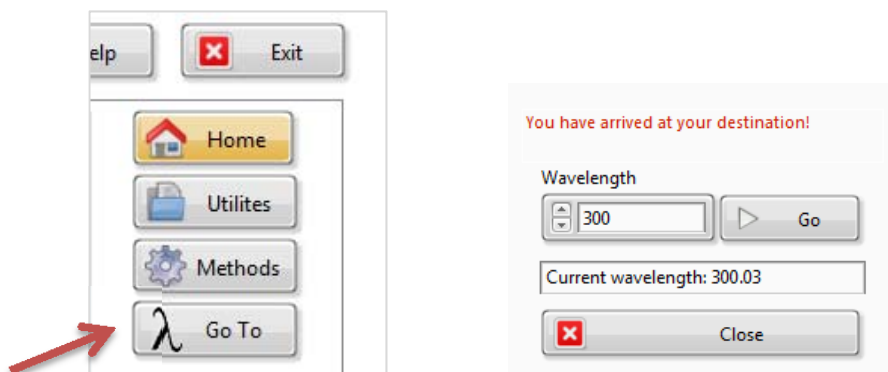 elp
Exit
Home
Utilites
Methods
λ Go To
You have arrived at your destination!
Wavelength
300
Go
Current wavelength: 300.03
Close